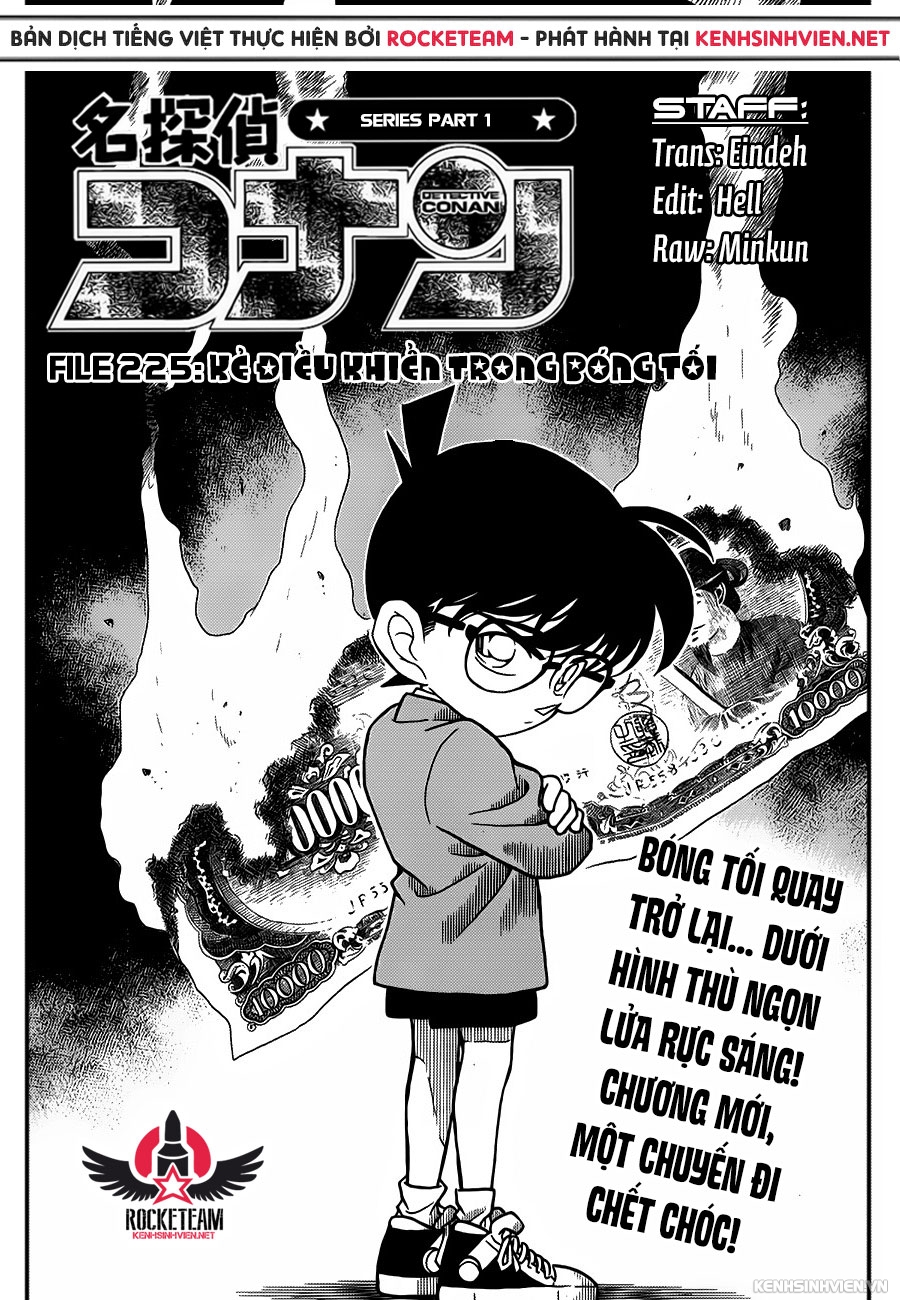 BẢN DỊCH TIẾNG VIỆT THỰC HIỆN BỞI ROCKETEAM - PHÁT HÀNH TẠI KENHSINHVIEN.NET
名探偵
SERIES PART 1
コナン
DETECTIVE
CONAN
STAFF:
Trans: Eindeh
Edit: Hell
Raw: Minkun
FILE 225: KẺ ĐIỀU KHIỂN TRONG BÓNG TỐI
10000
10000
BÓNG TỐI QUAY
TRỞ LẠI... DƯỚI
HÌNH THÙ NGỌN
LỬA RỰC SÁNG!
CHƯƠNG MỚI,
MỘT CHUYẾN ĐI
CHẾT CHÓC!
ROCKETEAM
KENHSINHVIEN.NET
KENHSINHVIEN.VN